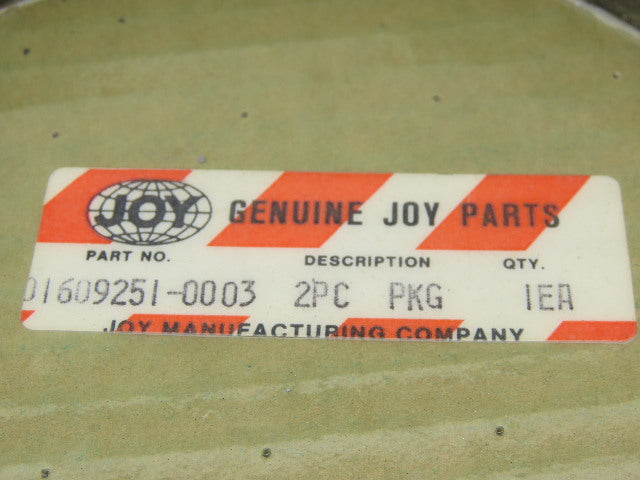 JOY GENUINE JOY PARTS
PART NO. DESCRIPTION QTY.
01609251-0003 2PC PKG 1EA
JOY MANUFACTURING COMPANY